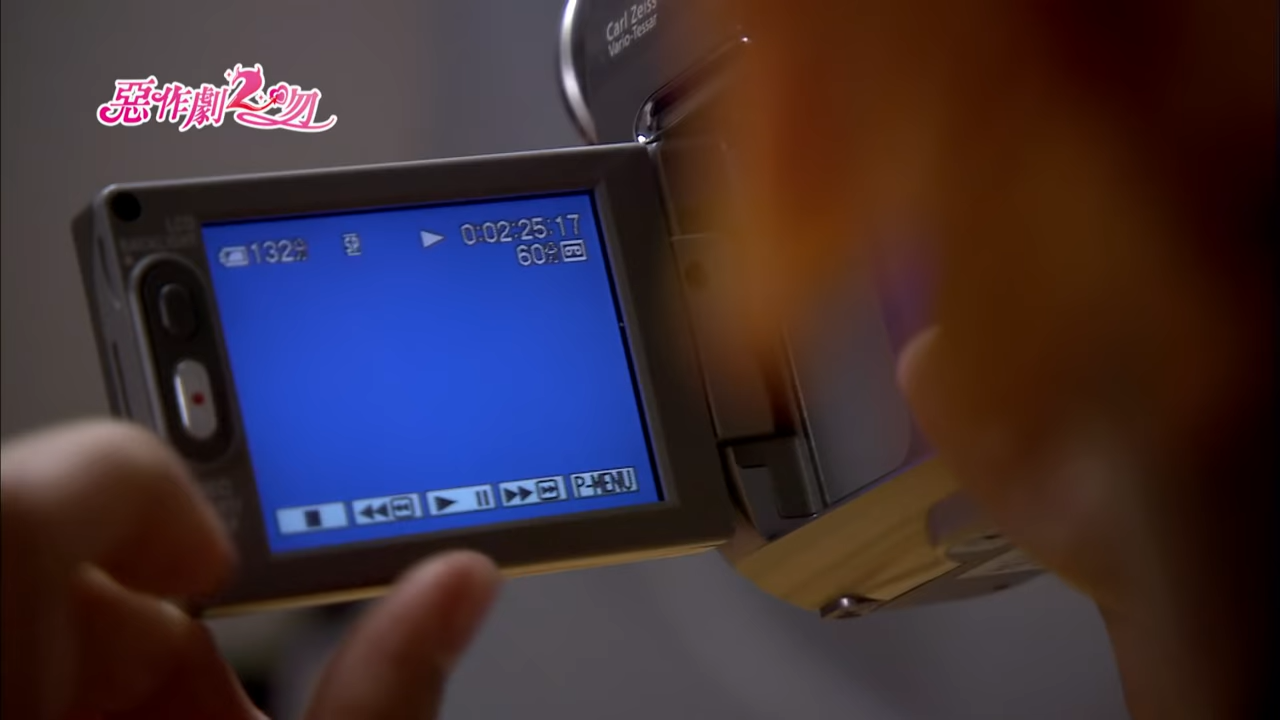 惡作劇2吻
Carl Zeiss
Vario-Tessar
132分 SP 0:02:25:17
60分
P-MENU